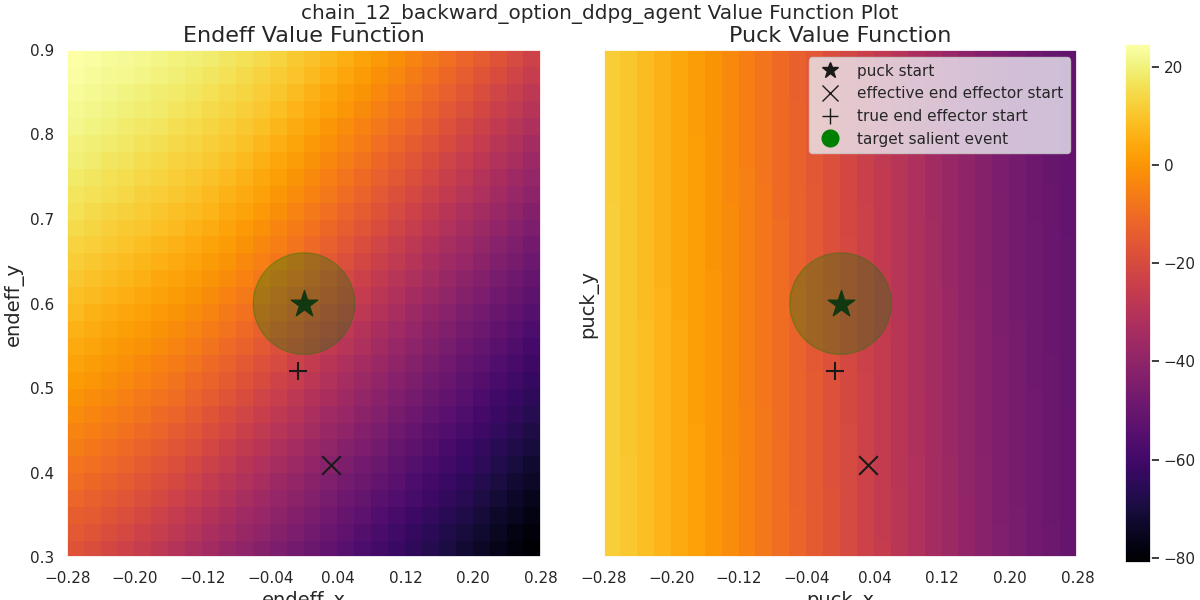 chain_12_backward_option_ddpg_agent Value Function Plot
Endeff Value Function
Puck Value Function
0.9
0.8
0.7
0.6
0.5
0.4
0.3
endeff_y
−0.28 −0.20 −0.12 −0.04 0.04 0.12 0.20 0.28
endeff_x
puck start
effective end effector start
true end effector start
target salient event
puck_y
−0.28 −0.20 −0.12 −0.04 0.04 0.12 0.20 0.28
puck_x
20
0
−20
−40
−60
−80